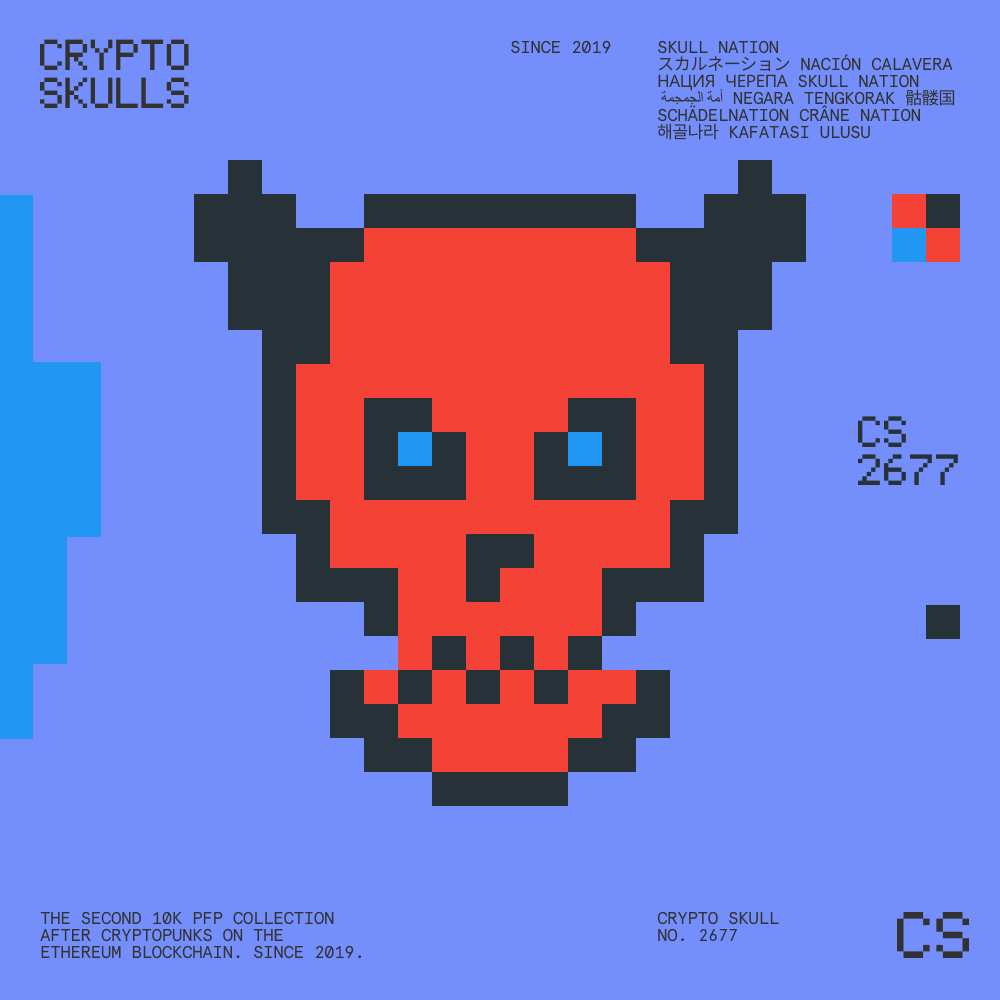 CRYPTO
SKULLS
SINCE 2019
SKULL NATION
スカルネーション NACIÓN CALAVERA
НАЦИЯ ЧЕРЕПА SKULL NATION
أمة الجمجمة NEGARA TENGKORAK 骷髅国
SCHÄDELNATION CRÂNE NATION
해골나라 KAFATASI ULUSU
CS
2677
THE SECOND 10K PFP COLLECTION
AFTER CRYPTOPUNKS ON THE
ETHEREUM BLOCKCHAIN. SINCE 2019.
CRYPTO SKULL
NO. 2677
CS